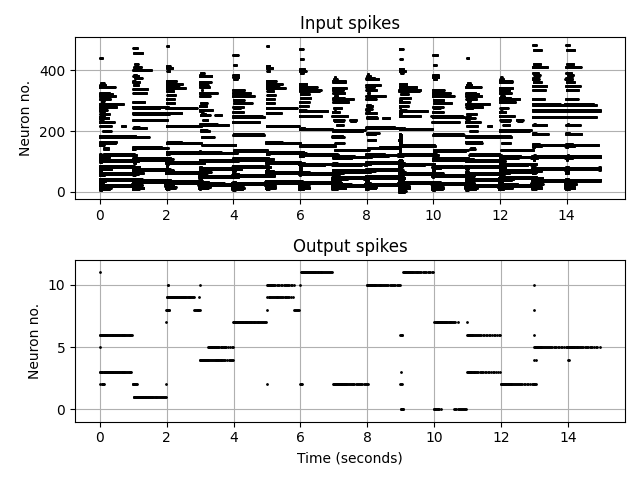 Input spikes
Neuron no.
400
200
0
0 2 4 6 8 10 12 14
Output spikes
Neuron no.
10
5
0
0 2 4 6 8 10 12 14
Time (seconds)